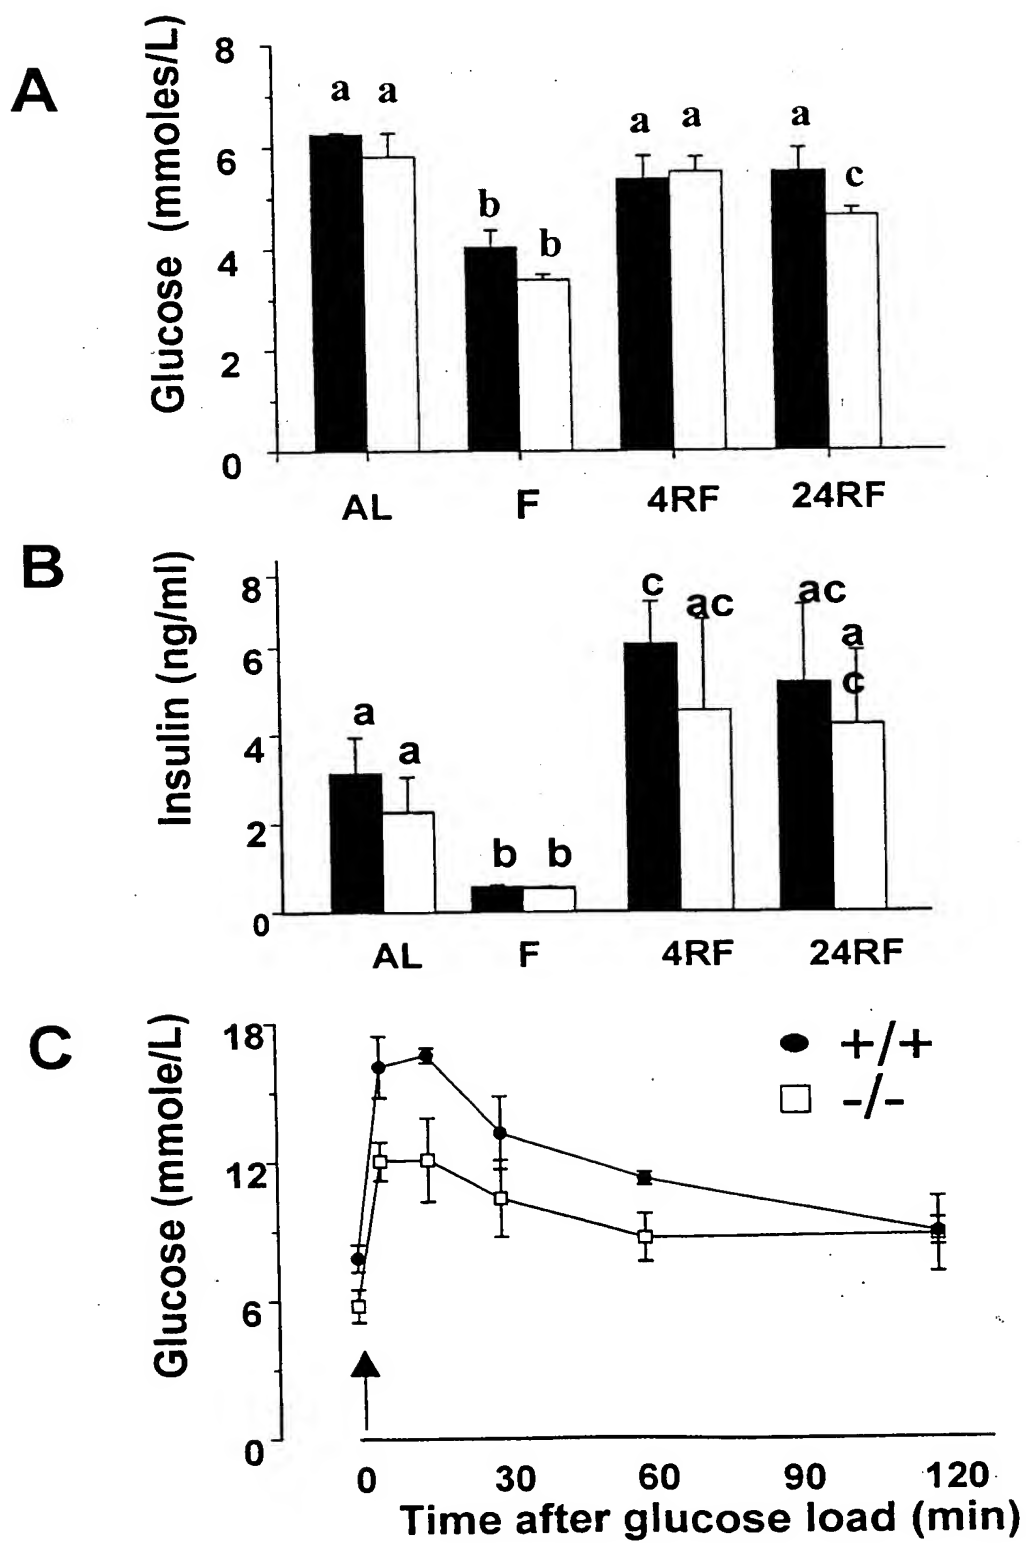 A
Glucose (mmoles/L)
8
6
4
2
0
a a
b
b
a a
a
c
AL F 4RF 24RF
B
Insulin (ng/ml)
8
6
4
2
0
a
a
b b
c
ac
ac
a
c
AL F 4RF 24RF
C
Glucose (mmole/L)
18
12
6
0
+/+
-/-
0 30 60 90 120
Time after glucose load (min)